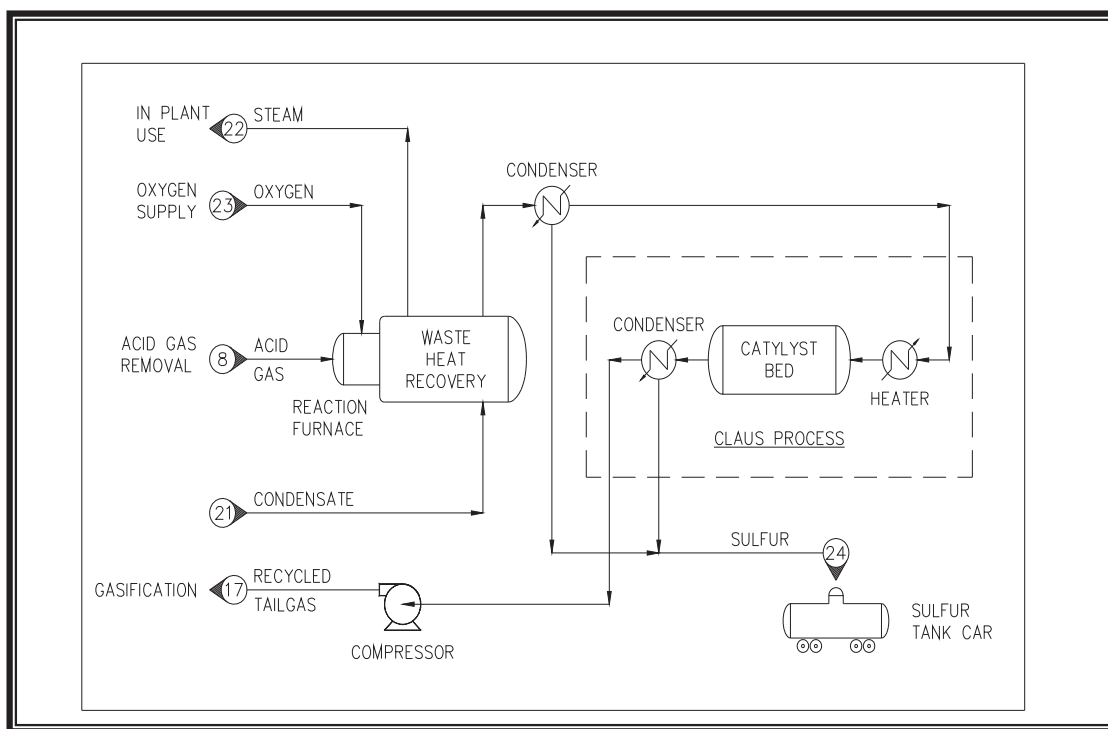 IN PLANT
USE
22
STEAM
CONDENSER
OXYGEN
SUPPLY
23
OXYGEN
ACID GAS
REMOVAL
8
ACID
GAS
WASTE
HEAT
RECOVERY
REACTION
FURNACE
CONDENSER
CATYLYST
BED
HEATER
CLAUS PROCESS
21
CONDENSATE
SULFUR
24
GASIFICATION
17
RECYCLED
TAILGAS
COMPRESSOR
SULFUR
TANK CAR